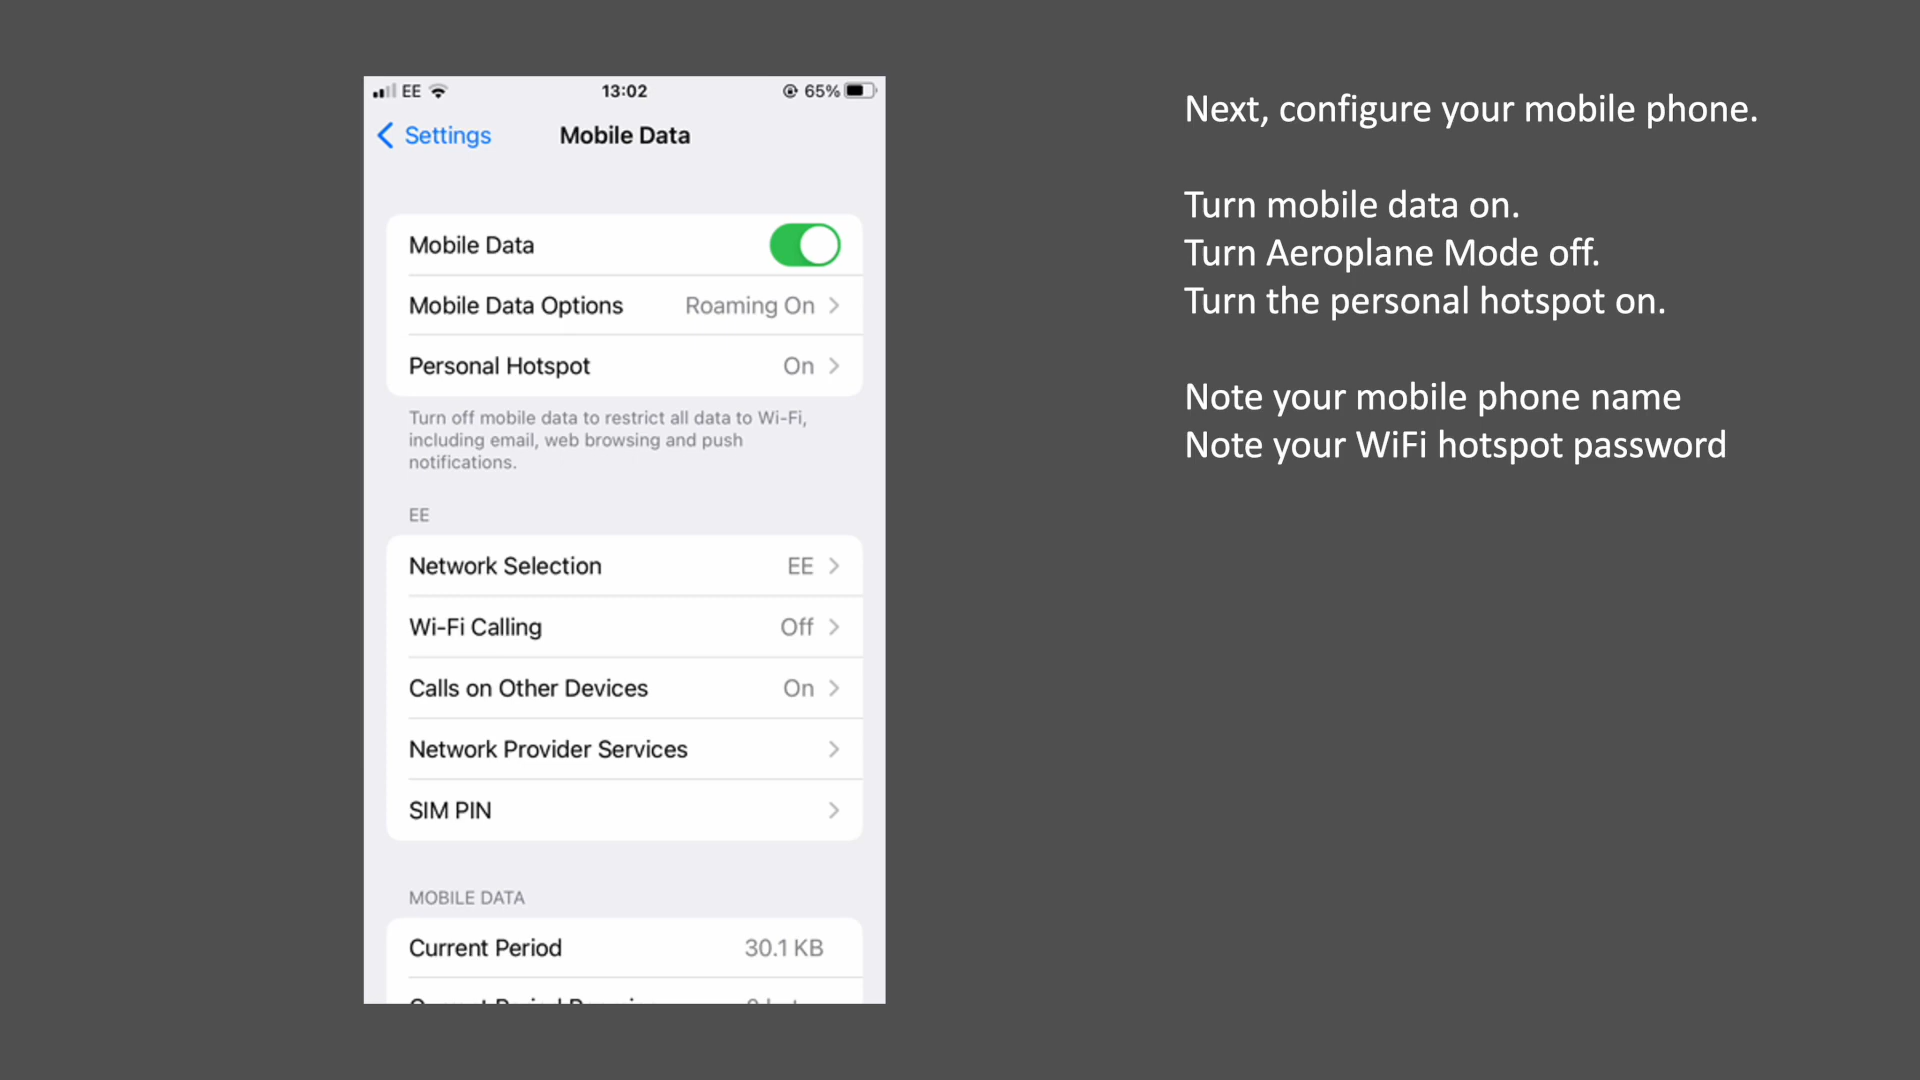 EE 13:02 65%
Settings Mobile Data
Mobile Data
Mobile Data Options Roaming On
Personal Hotspot On
Turn off mobile data to restrict all data to Wi-Fi,
including email, web browsing and push
notifications.
EE
Network Selection EE
Wi-Fi Calling Off
Calls on Other Devices On
Network Provider Services
SIM PIN
MOBILE DATA
Current Period 30.1 KB
Next, configure your mobile phone.
Turn mobile data on.
Turn Aeroplane Mode off.
Turn the personal hotspot on.
Note your mobile phone name
Note your WiFi hotspot password